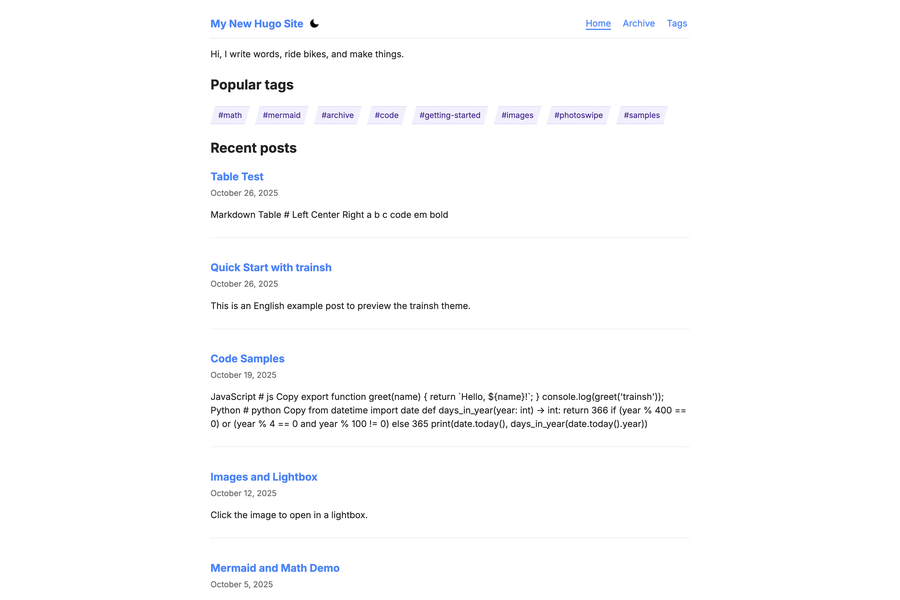 My New Hugo Site
Home Archive Tags
Hi, I write words, ride bikes, and make things.
Popular tags
#math #mermaid #archive #code #getting-started #images #photoswipe #samples
Recent posts
Table Test
October 26, 2025
Markdown Table # Left Center Right a b c code em bold
Quick Start with trainsh
October 26, 2025
This is an English example post to preview the trainsh theme.
Code Samples
October 19, 2025
JavaScript # js Copy export function greet(name) { return `Hello, ${name}!`; } console.log(greet('trainsh'));
Python # python Copy from datetime import date def days_in_year(year: int) -> int: return 366 if (year % 400 ==
0) or (year % 4 == 0 and year % 100 != 0) else 365 print(date.today(), days_in_year(date.today().year))
Images and Lightbox
October 12, 2025
Click the image to open in a lightbox.
Mermaid and Math Demo
October 5, 2025